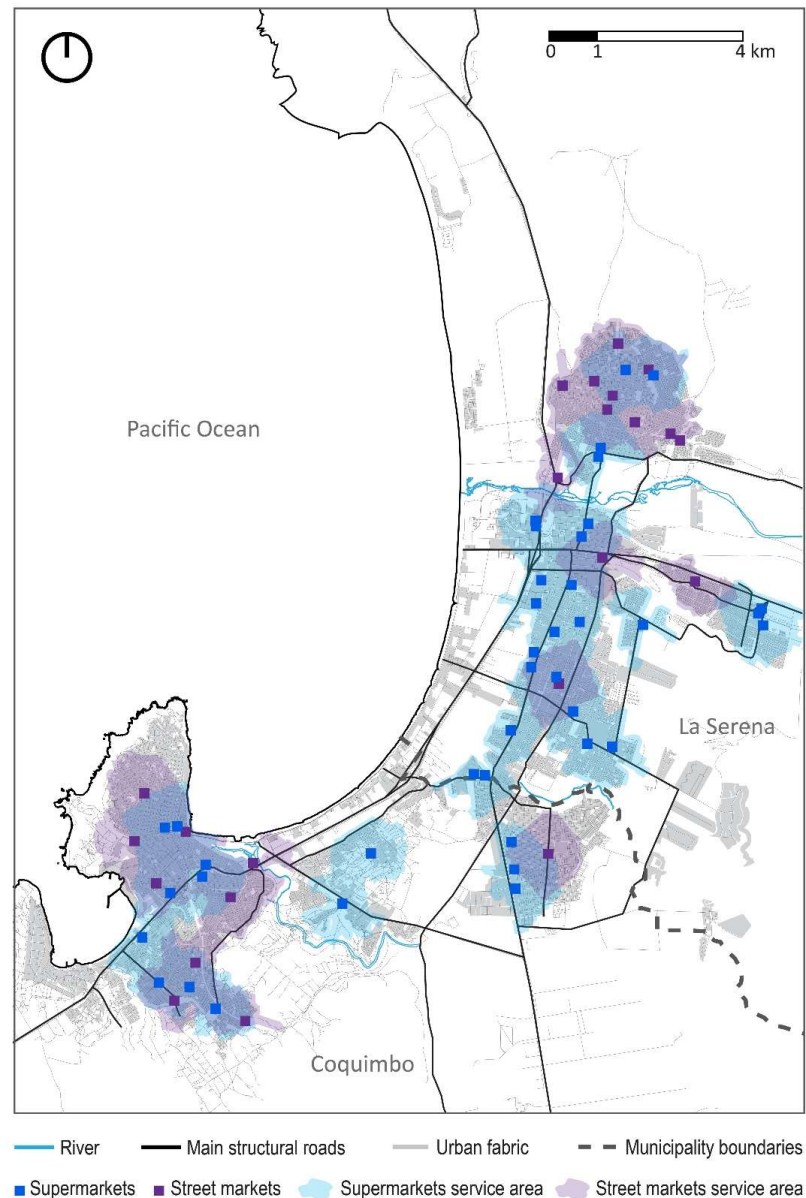 0 1 4 km
Pacific Ocean
La Serena
Coquimbo
River Main structural roads Urban fabric Municipality boundaries
Supermarkets Street markets Supermarkets service area Street markets service area